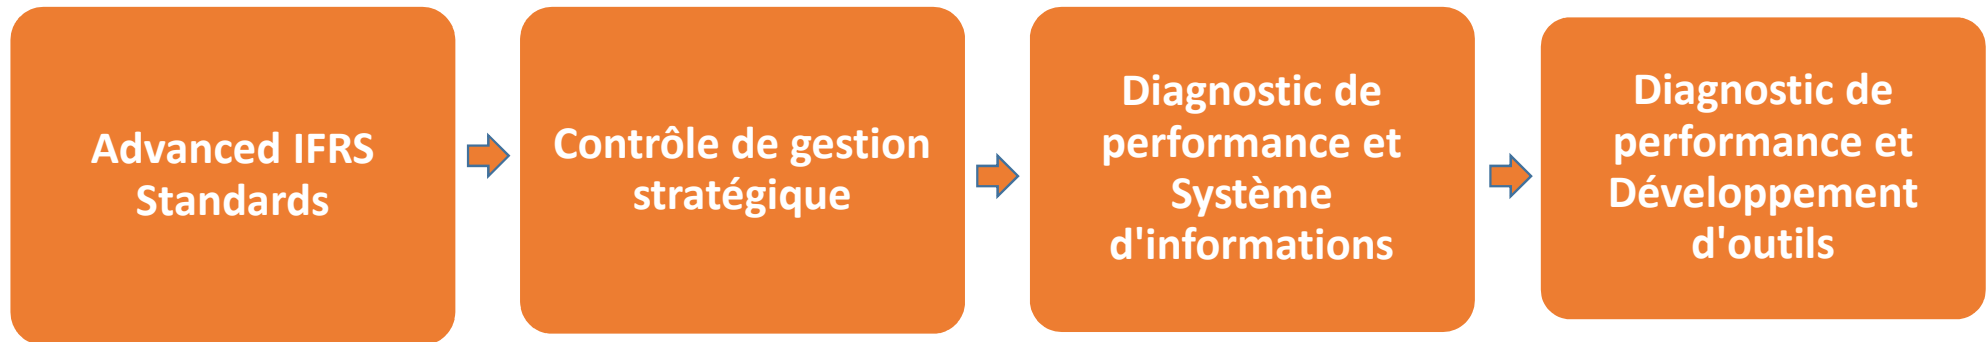 Advanced IFRS
Standards
Contrôle de gestion
stratégique
Diagnostic de
performance et
Système
d'informations
Diagnostic de
performance et
Développement
d'outils